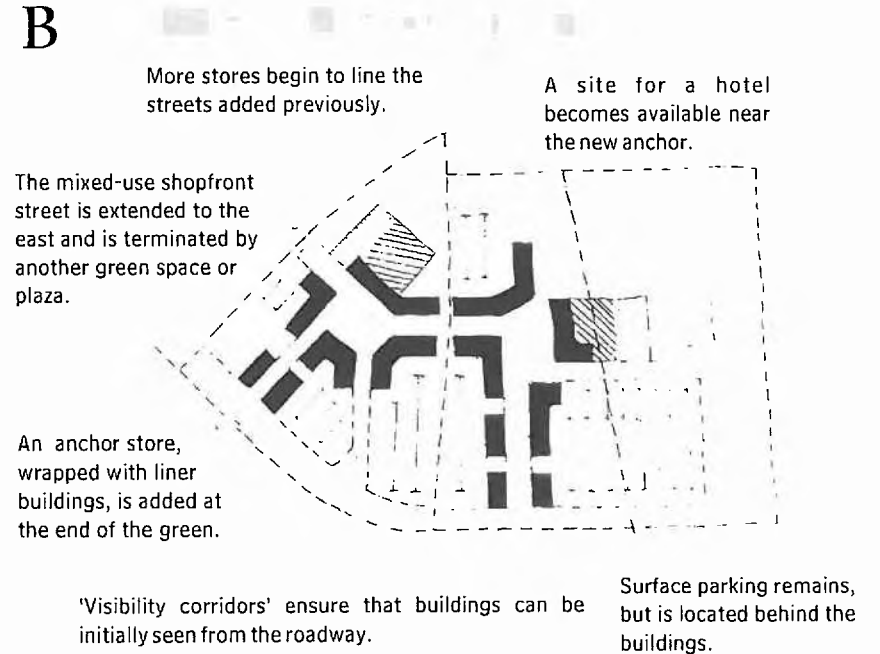 B
More stores begin to line the
streets added previously.
A site for a hotel
becomes available near
the new anchor.
The mixed-use shopfront
street is extended to the
east and is terminated by
another green space or
plaza.
An anchor store,
wrapped with liner
buildings, is added at
the end of the green.
'Visibility corridors' ensure that buildings can be
initially seen from the roadway.
Surface parking remains,
but is located behind the
buildings.